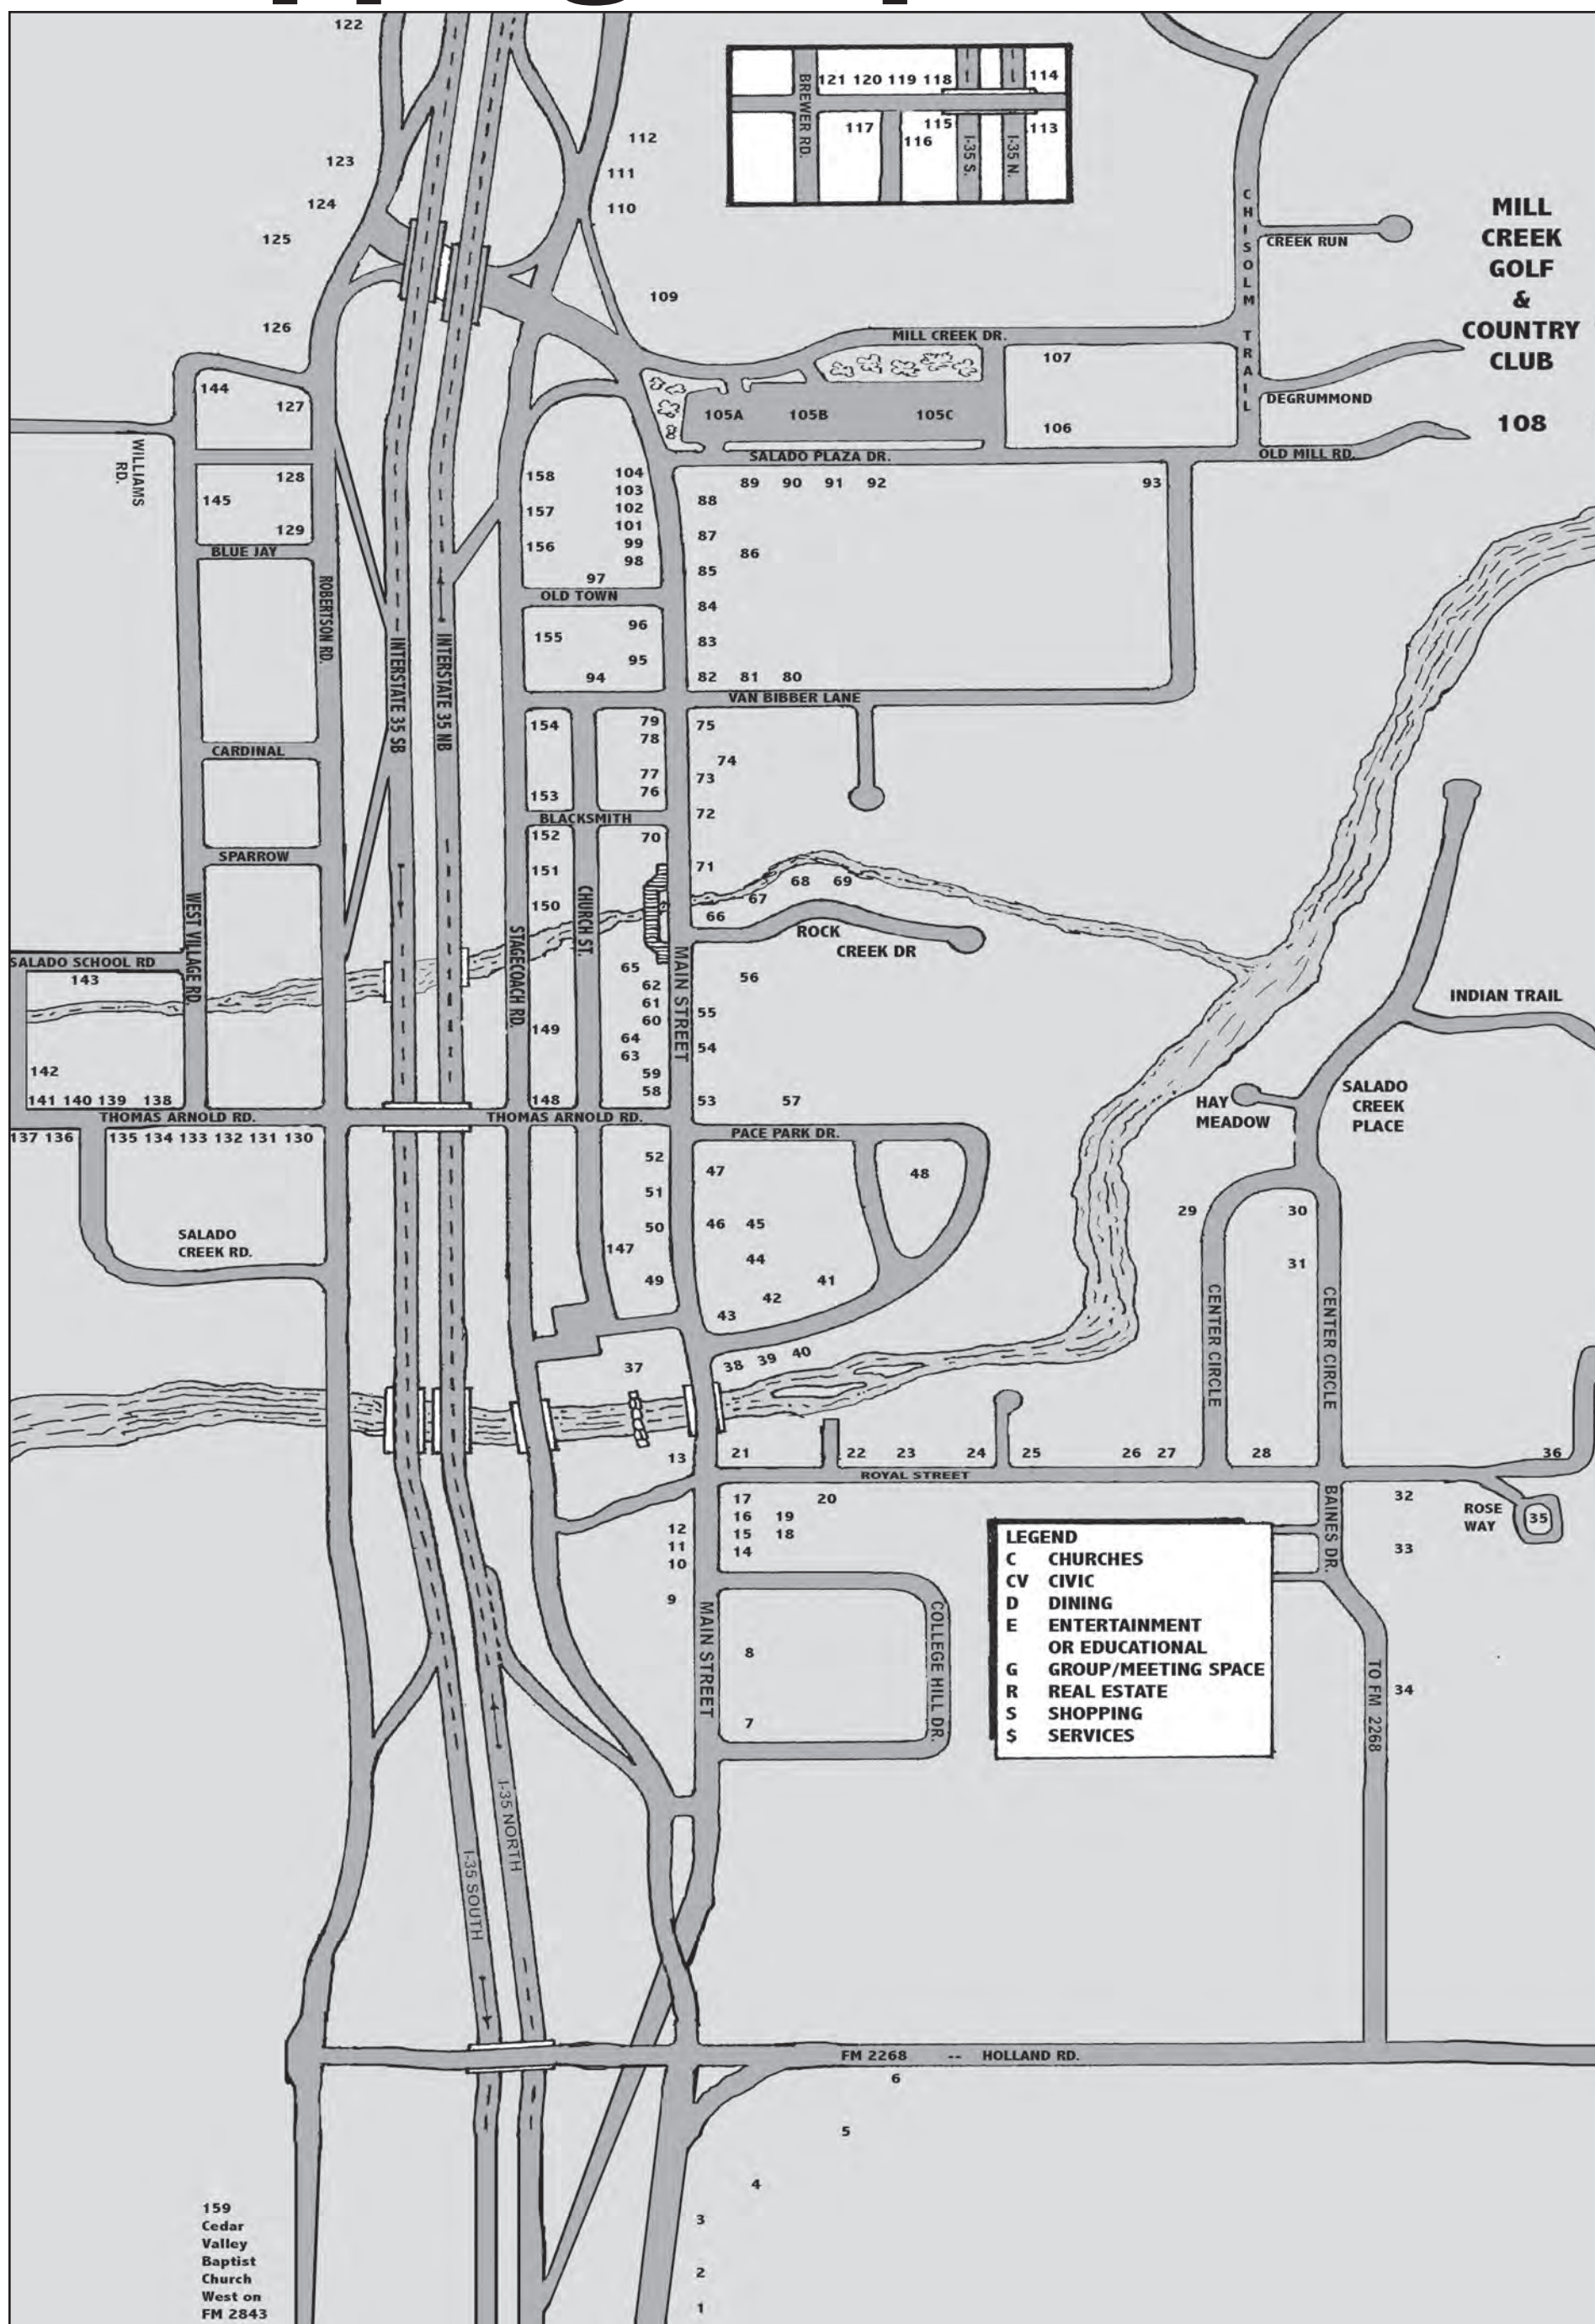 122
BREWER RD.
121 120 119 118
114
117
115
116
I-35 S.
I-35 N.
113
112
123
111
124
110
125
CHISOLM TRAIL
CREEK RUN
MILL
CREEK
GOLF
&
COUNTRY
CLUB
108
109
126
MILL CREEK DR.
107
144
127
105A
105B
105C
106
DEGRUMMOND
WILLIAMS
RD.
SALADO PLAZA DR.
OLD MILL RD.
128
145
129
158
104
103
157
102
101
156
99
98
97
88
89 90 91 92
93
87
86
85
BLUE JAY
ROBERTSON RD.
OLD TOWN
84
96
155
83
95
94
82 81 80
INTERSTATE 35 SB
INTERSTATE 35 NB
VAN BIBBER LANE
154
79
78
75
74
77
73
76
153
CARDINAL
BLACKSMITH
72
152
70
SPARROW
151
71
68 69
150
67
66
WEST VILLAGE RD.
CHURCH ST.
STAGECOACH RD.
ROCK
CREEK DR
MAIN STREET
SALADO SCHOOL RD
143
65
62
56
61
55
60
149
64
54
63
59
58
INDIAN TRAIL
142
141 140 139 138
148
53
57
HAY
MEADOW
SALADO
CREEK
PLACE
THOMAS ARNOLD RD.
THOMAS ARNOLD RD.
PACE PARK DR.
137 136
135 134 133 132 131 130
52
47
48
51
50
46 45
29
30
SALADO
CREEK RD.
147
44
31
49
41
42
43
CENTER CIRCLE
CENTER CIRCLE
37
38 39 40
13
21
22 23 24 25 26 27 28
36
ROYAL STREET
17
20
16 19
15 18
14
12
11
10
9
32
ROSE
WAY
35
33
BAINES DR.
LEGEND
C CHURCHES
CV CIVIC
D DINING
E ENTERTAINMENT
OR EDUCATIONAL
G GROUP/MEETING SPACE
R REAL ESTATE
S SHOPPING
$ SERVICES
MAIN STREET
COLLEGE HILL DR.
8
7
TO FM 2268
34
I-35 NORTH
I-35 SOUTH
FM 2268 -- HOLLAND RD.
6
5
4
3
2
1
159
Cedar
Valley
Baptist
Church
West on
FM 2843